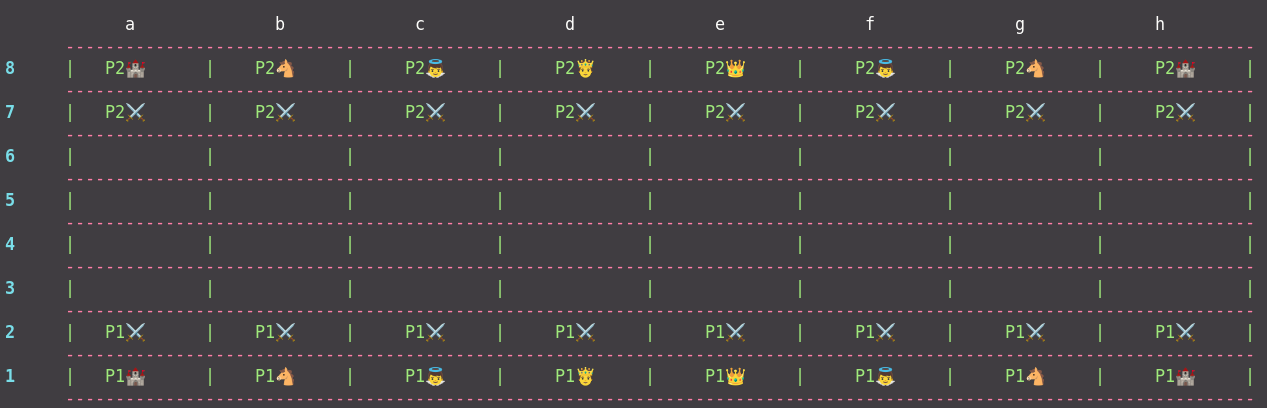 a b c d e f g h
8 | P2🏰 | P2🐴 | P2👼 | P2👸 | P2👑 | P2👼 | P2🐴 | P2🏰 |
7 | P2⚔️ | P2⚔️ | P2⚔️ | P2⚔️ | P2⚔️ | P2⚔️ | P2⚔️ | P2⚔️ |
6 | | | | | | | | |
5 | | | | | | | | |
4 | | | | | | | | |
3 | | | | | | | | |
2 | P1⚔️ | P1⚔️ | P1⚔️ | P1⚔️ | P1⚔️ | P1⚔️ | P1⚔️ | P1⚔️ |
1 | P1🏰 | P1🐴 | P1👼 | P1👸 | P1👑 | P1👼 | P1🐴 | P1🏰 |